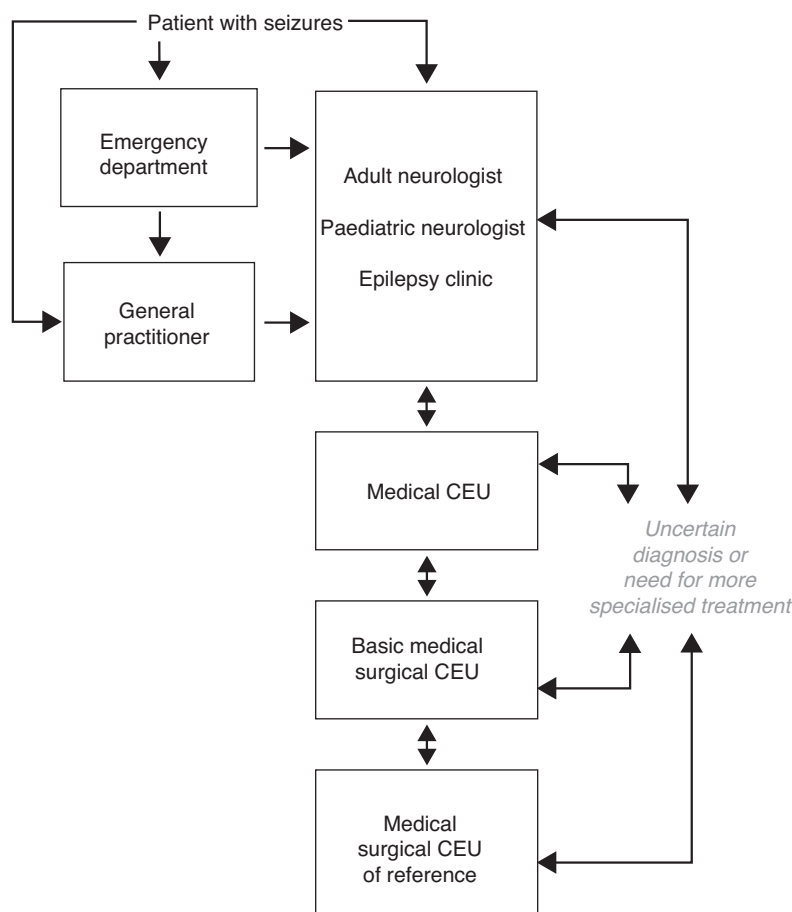 Patient with seizures
Emergency
department
General
practitioner
Adult neurologist
Paediatric neurologist
Epilepsy clinic
Medical CEU
Uncertain
diagnosis or
need for more
specialised treatment
Basic medical
surgical CEU
Medical
surgical CEU
of reference